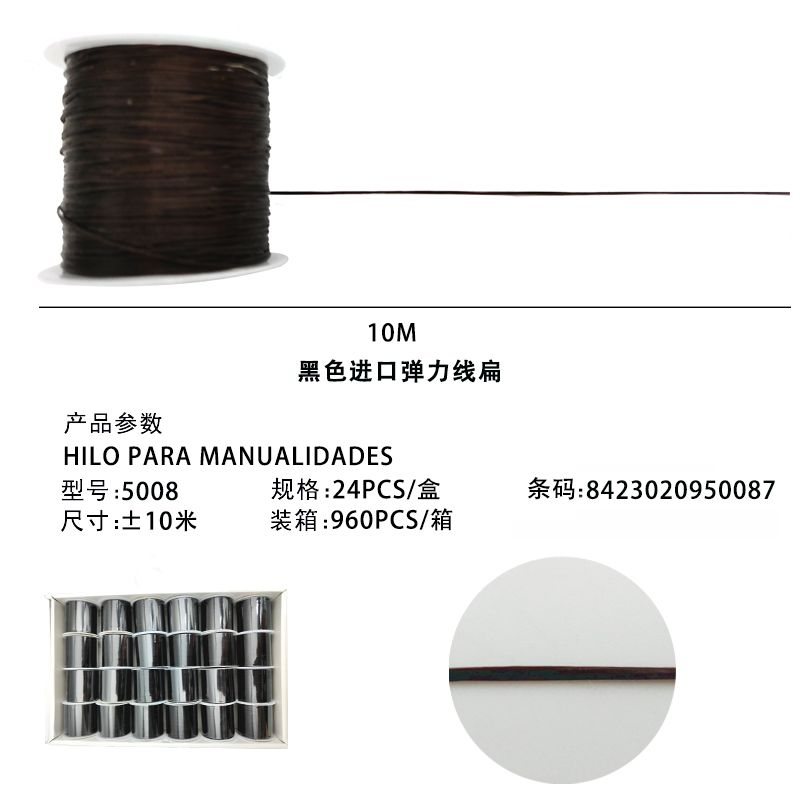 10M
黑色进口弹力线扁
产品参数
HILO PARA MANUALIDADES
型号:5008 规格:24PCS/盒 条码:8423020950087
尺寸:±10米 装箱:960PCS/箱